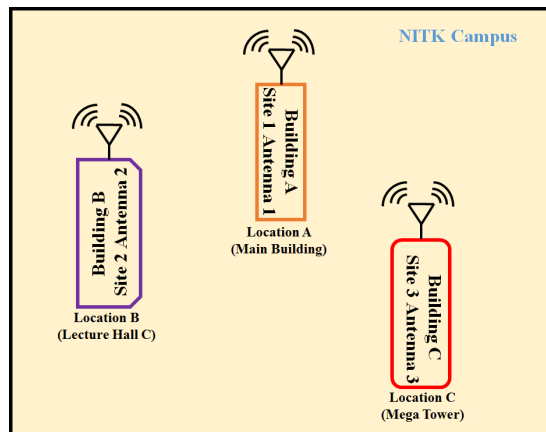 NITK Campus
Building A
Site 1 Antenna 1
Location A
(Main Building)
Building B
Site 2 Antenna 2
Location B
(Lecture Hall C)
Building C
Site 3 Antenna 3
Location C
(Mega Tower)